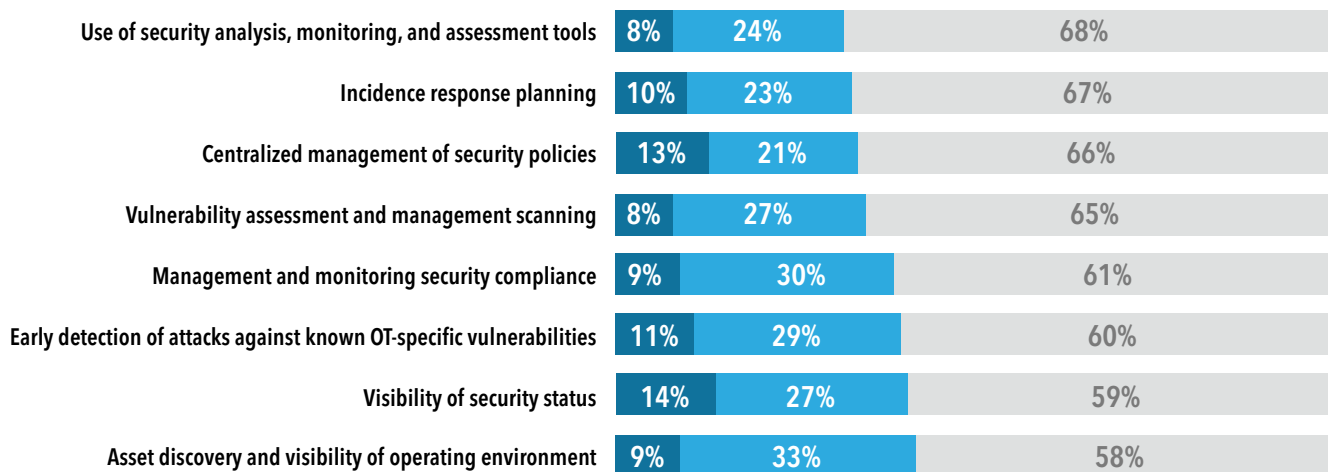 Use of security analysis, monitoring, and assessment tools 8% 24% 68%
Incidence response planning 10% 23% 67%
Centralized management of security policies 13% 21% 66%
Vulnerability assessment and management scanning 8% 27% 65%
Management and monitoring security compliance 9% 30% 61%
Early detection of attacks against known OT-specific vulnerabilities 11% 29% 60%
Visibility of security status 14% 27% 59%
Asset discovery and visibility of operating environment 9% 33% 58%